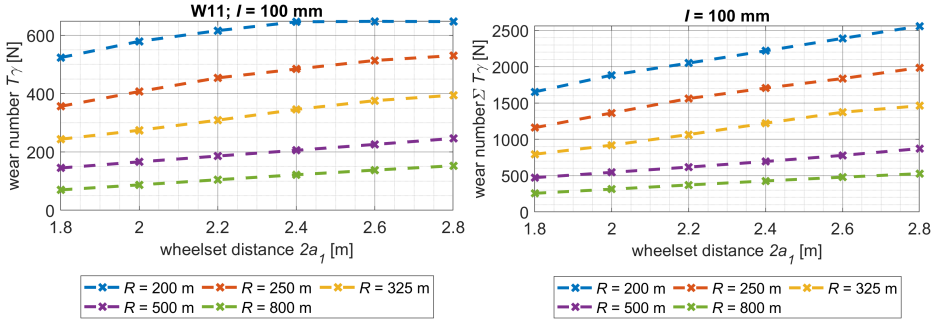 W11; I = 100 mm
wear number Tγ [N]
600
400
200
0
1.8 2 2.2 2.4 2.6 2.8
wheelset distance 2a₁ [m]
R = 200 m R = 250 m R = 325 m
R = 500 m R = 800 m
I = 100 mm
wear number Σ Tγ [N]
2500
2000
1500
1000
500
0
1.8 2 2.2 2.4 2.6 2.8
wheelset distance 2a₁ [m]
R = 200 m R = 250 m R = 325 m
R = 500 m R = 800 m